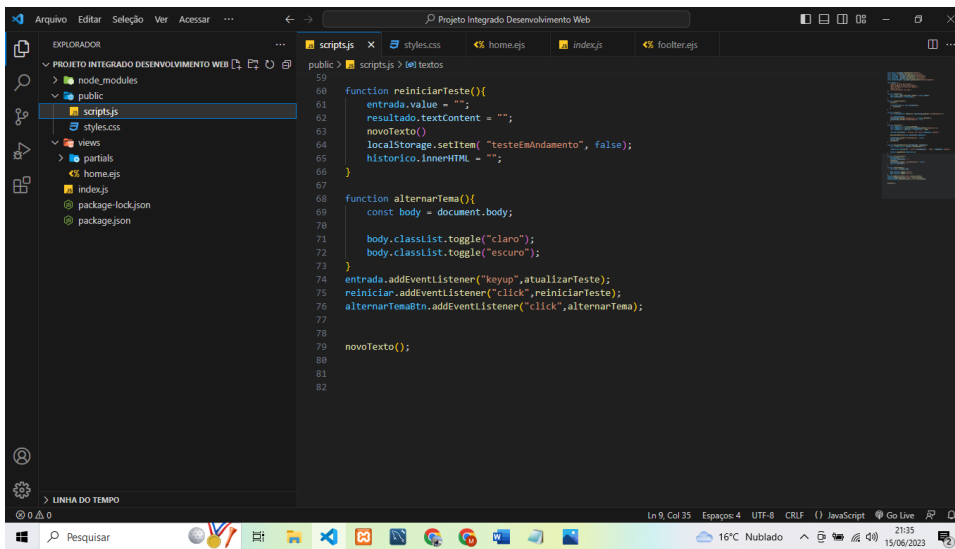 Arquivo Editar Seleção Ver Acessar ··· Projeto Integrado Desenvolvimento Web
EXPLORADOR ···
PROJETO INTEGRADO DESENVOLVIMENTO WEB
node_modules
public
scripts.js
styles.css
views
partials
home.ejs
index.js
package-lock.json
package.json
LINHA DO TEMPO
scripts.js styles.css home.ejs index.js foolter.ejs
public > scripts.js > textos
59
60 function reiniciarTeste(){
61 entrada.value = "";
62 resultado.textContent = "";
63 novoTexto()
64 localStorage.setItem( "testeEmAndamento", false);
65 historico.innerHTML = "";
66 }
67
68 function alternarTema(){
69 const body = document.body;
70
71 body.classList.toggle("claro");
72 body.classList.toggle("escuro");
73 }
74 entrada.addEventListener("keyup",atualizarTeste);
75 reiniciar.addEventListener("click",reiniciarTeste);
76 alternarTemaBtn.addEventListener("click",alternarTema);
77
78
79 novoTexto();
80
81
82
0 0 Ln 9, Col 35 Espaços: 4 UTF-8 CRLF {} JavaScript Go Live
Pesquisar 16°C Nublado 21:35
15/06/2023 2